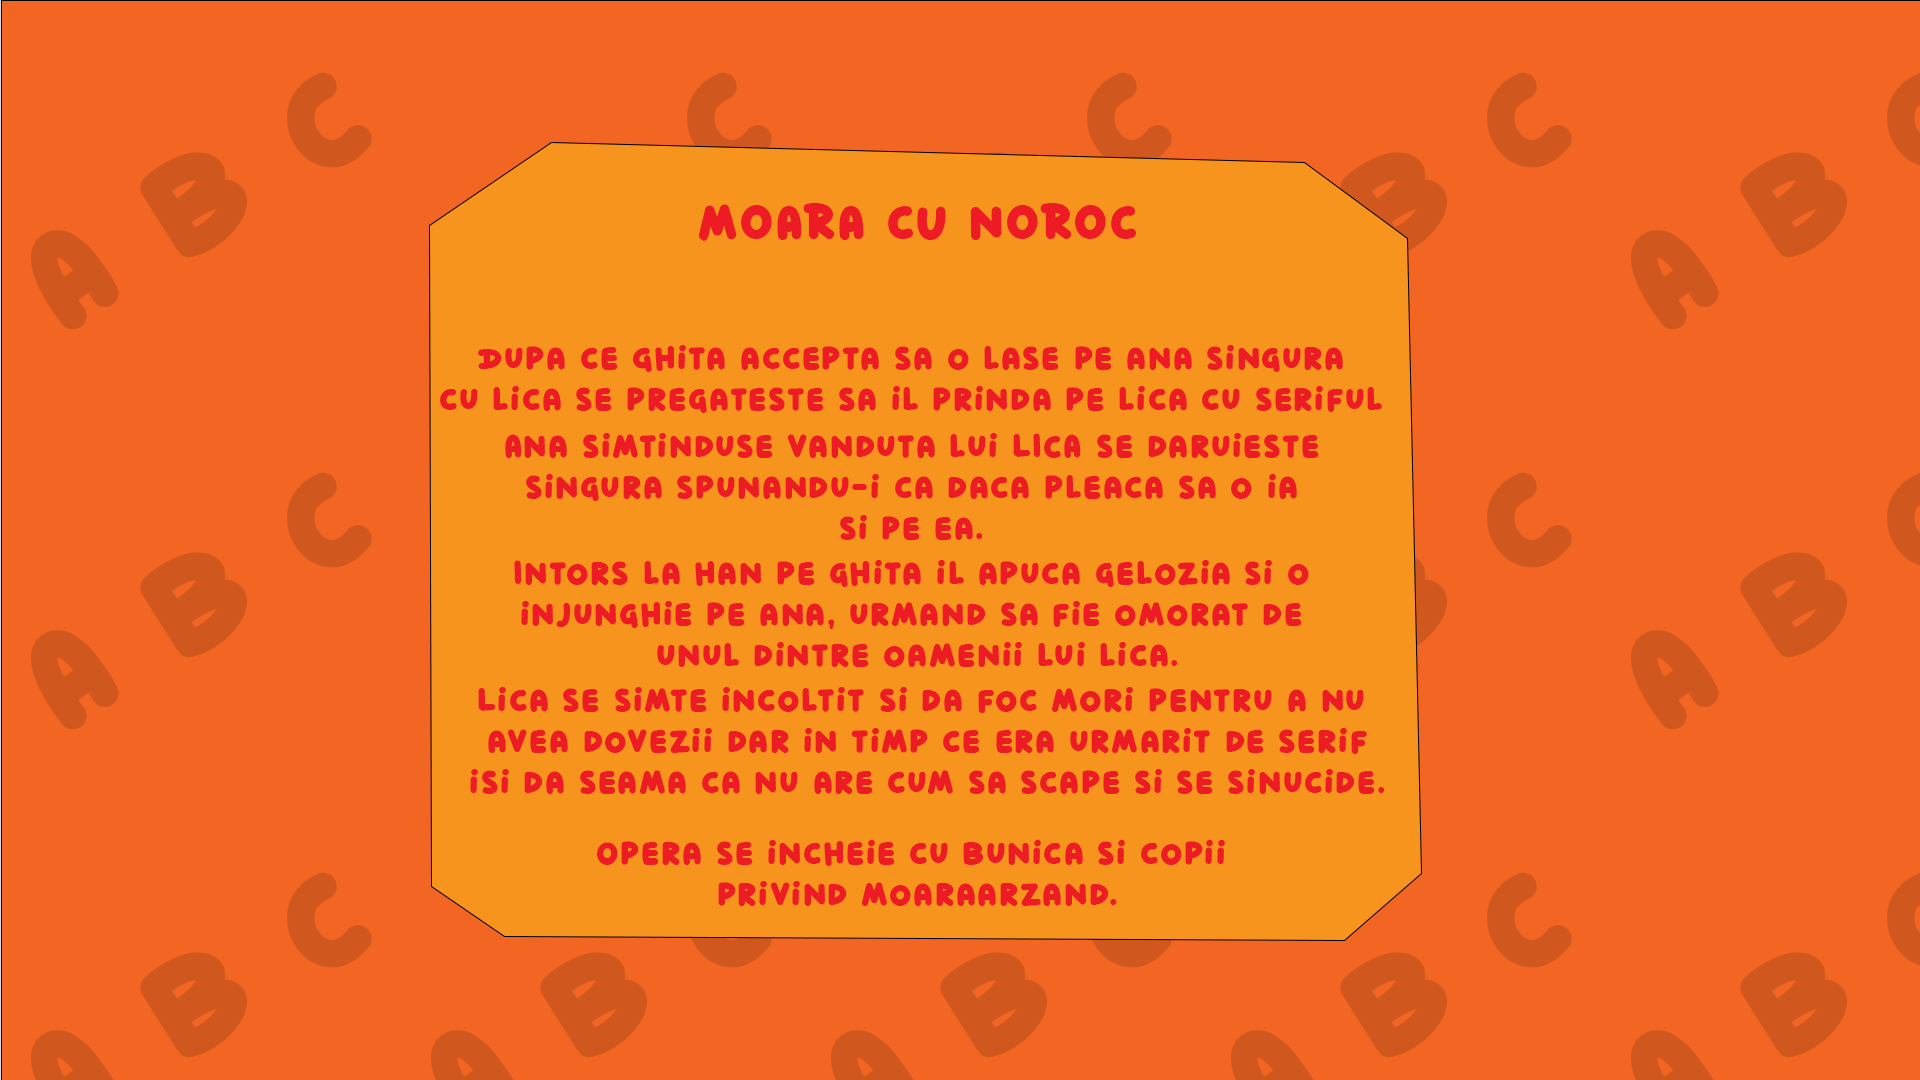 MOARA CU NOROC
DUPA CE GHITA ACCEPTA SA O LASE PE ANA SINGURA
CU LICA SE PREGATESTE SA IL PRINDA PE LICA CU SERIFUL
ANA SIMTINDUSE VANDUTA LUI LICA SE DARUIESTE
SINGURA SPUNANDU-I CA DACA PLEACA SA O IA
SI PE EA.
INTORS LA HAN PE GHITA IL APUCA GELOZIA SI O
INJUNGHIE PE ANA, URMAND SA FIE OMORAT DE
UNUL DINTRE OAMENII LUI LICA.
LICA SE SIMTE INCOLTIT SI DA FOC MORI PENTRU A NU
AVEA DOVEZII DAR IN TIMP CE ERA URMARIT DE SERIF
ISI DA SEAMA CA NU ARE CUM SA SCAPE SI SE SINUCIDE.
OPERA SE INCHEIE CU BUNICA SI COPII
PRIVIND MOARAARZAND.